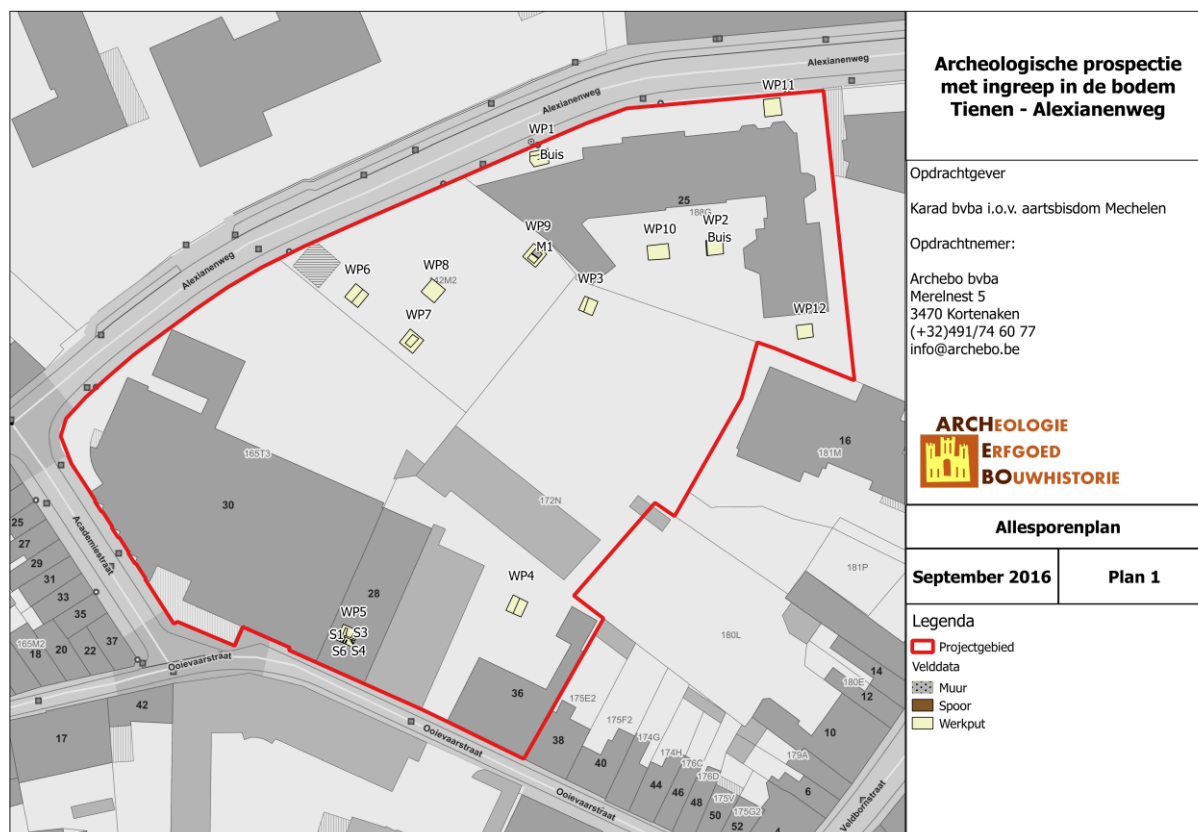 Alexianenweg
Alexianenweg
Alexianenweg
WP11
WP1
Buis
25
188G
WP9
M1
WP10
WP2
Buis
WP6
WP8
WP3
WP7
WP12
16
181M
165T3
30
172N
Academiestraat
25
27
29
31
33
35
37
165M2
18
20
22
28
WP4
WP5
S1
S3
S6
S4
181P
180L
Ooievaarstraat
36
14
180E
12
42
17
175E2
175F2
174G
174H
176C
176D
175V
175G2
179A
10
38
40
44
46
48
50
52
6
4
Ooievaarstraat
Ooievaarstraat
Veldbornstraat
Archeologische prospectie
met ingreep in de bodem
Tienen - Alexianenweg
Opdrachtgever
Karad bvba i.o.v. aartsbisdom Mechelen
Opdrachtnemer:
Archebo bvba
Merelnest 5
3470 Kortenaken
(+32)491/74 60 77
info@archebo.be
ARCHEOLOGIE
ERFGOED
BOUWHISTORIE
Allesporenplan
September 2016
Plan 1
Legenda
Projectgebied
Velddata
Muur
Spoor
Werkput